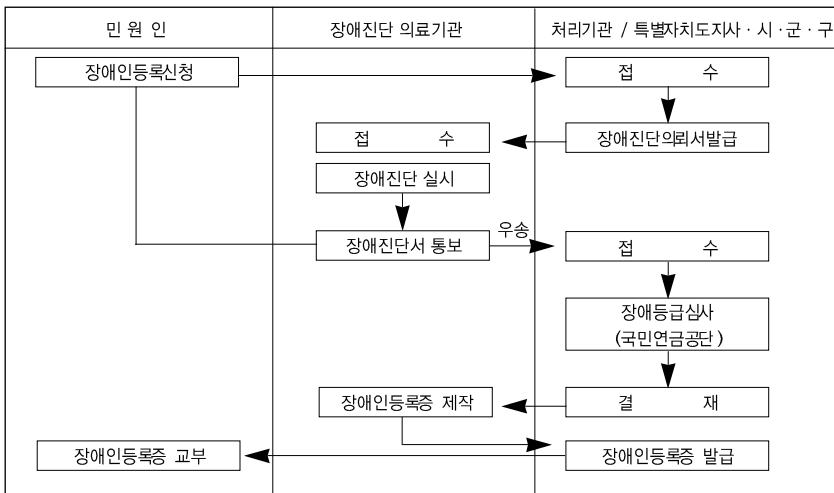 민 원 인 장애진단 의료기관 처리기관 / 특별자치도지사 · 시 · 군 · 구
장애인등록신청 접 수
접 수 장애진단의뢰서발급
장애진단 실시
장애진단서 통보 우송 접 수
장애등급심사
(국민연금공단)
장애인등록증 제작 결 재
장애인등록증 교부 장애인등록증 발급